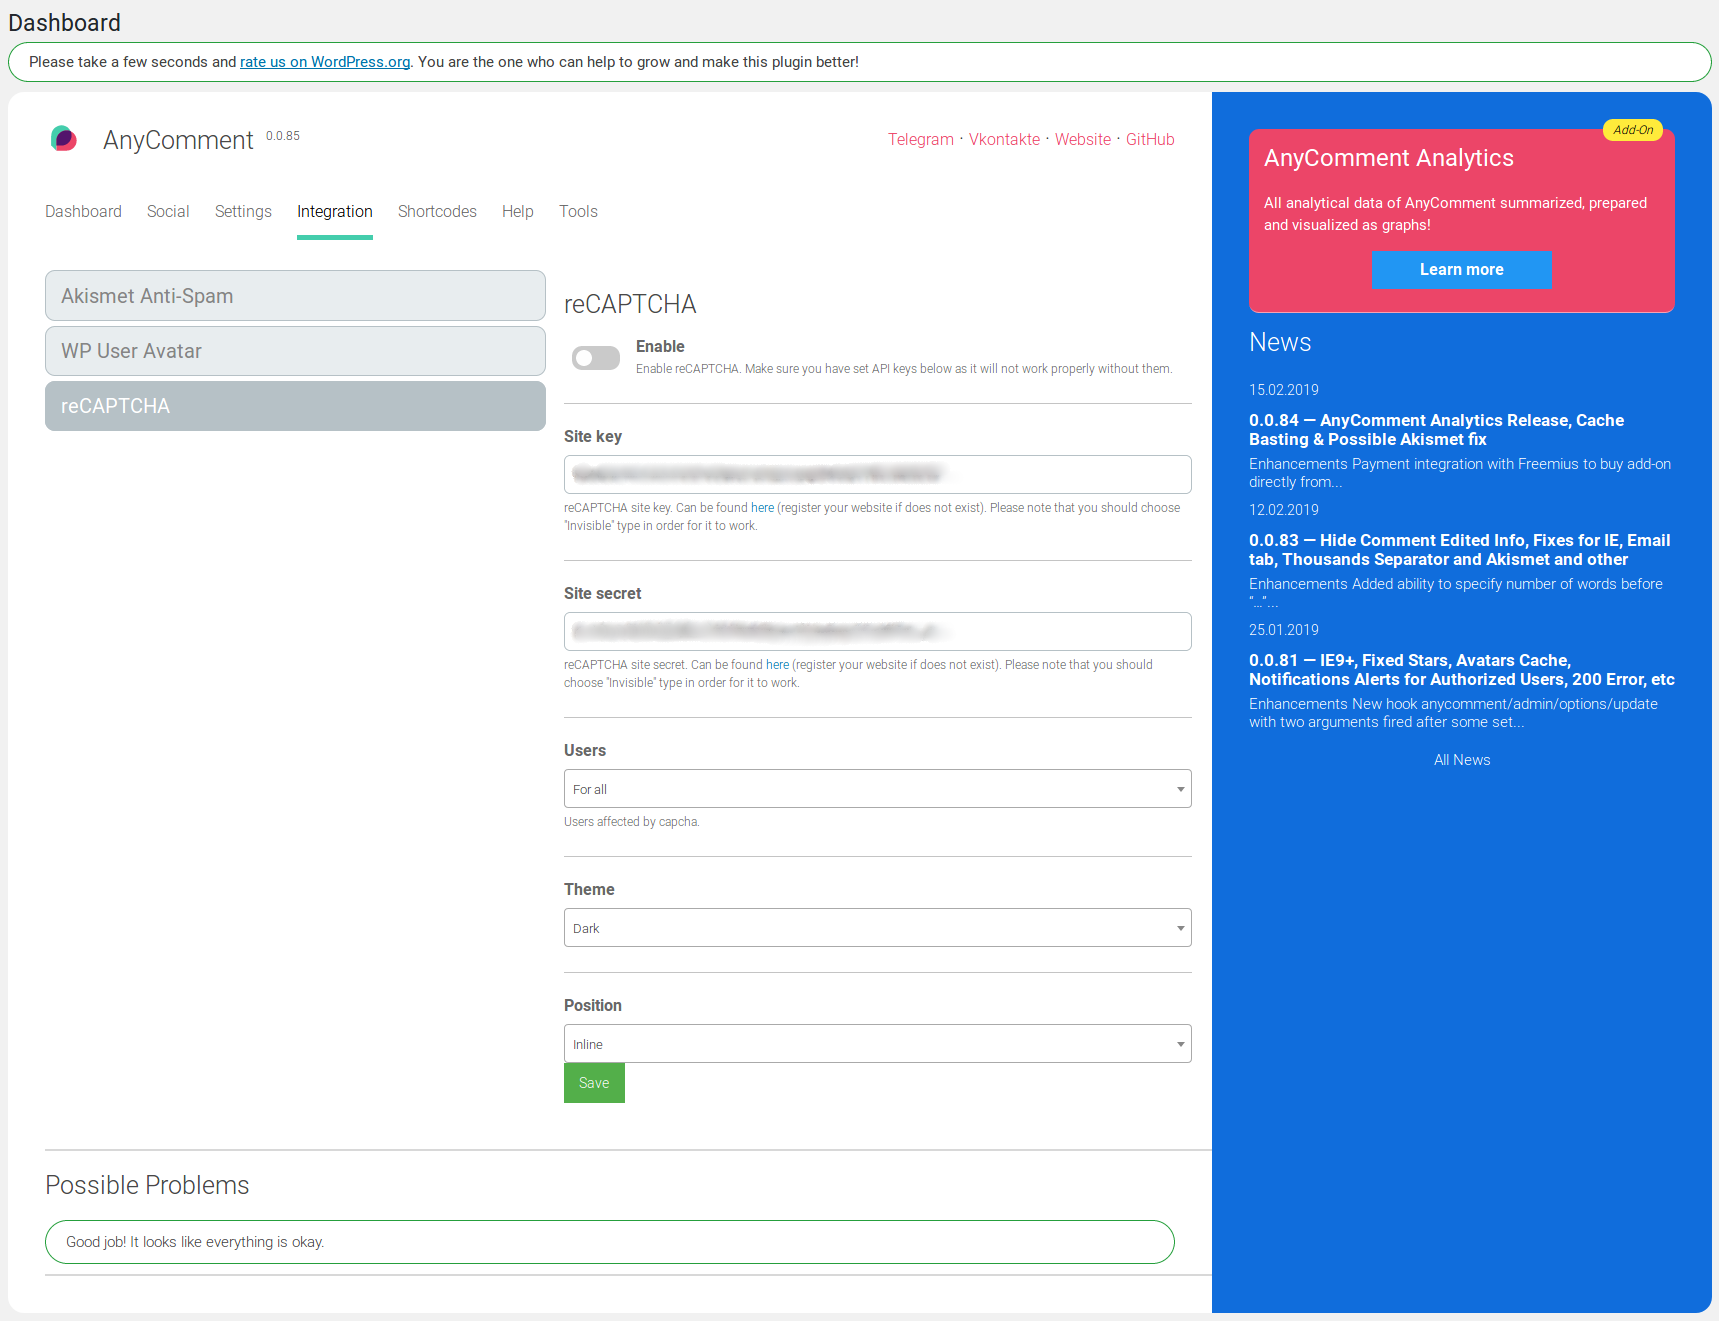 Dashboard
Please take a few seconds and rate us on WordPress.org. You are the one who can help to grow and make this plugin better!
AnyComment 0.0.85
Telegram · Vkontakte · Website · GitHub
Dashboard Social Settings Integration Shortcodes Help Tools
Akismet Anti-Spam
WP User Avatar
reCAPTCHA
reCAPTCHA
Enable
Enable reCAPTCHA. Make sure you have set API keys below as it will not work properly without them.
Site key
reCAPTCHA site key. Can be found here (register your website if does not exist). Please note that you should choose
"Invisible" type in order for it to work.
Site secret
reCAPTCHA site secret. Can be found here (register your website if does not exist). Please note that you should
choose "Invisible" type in order for it to work.
Users
For all
Users affected by capcha.
Theme
Dark
Position
Inline
Save
Possible Problems
Good job! It looks like everything is okay.
Add-On
AnyComment Analytics
All analytical data of AnyComment summarized, prepared
and visualized as graphs!
Learn more
News
15.02.2019
0.0.84 — AnyComment Analytics Release, Cache
Basting & Possible Akismet fix
Enhancements Payment integration with Freemius to buy add-on
directly from...
12.02.2019
0.0.83 — Hide Comment Edited Info, Fixes for IE, Email
tab, Thousands Separator and Akismet and other
Enhancements Added ability to specify number of words before
“…”...
25.01.2019
0.0.81 — IE9+, Fixed Stars, Avatars Cache,
Notifications Alerts for Authorized Users, 200 Error, etc
Enhancements New hook anycomment/admin/options/update
with two arguments fired after some set...
All News